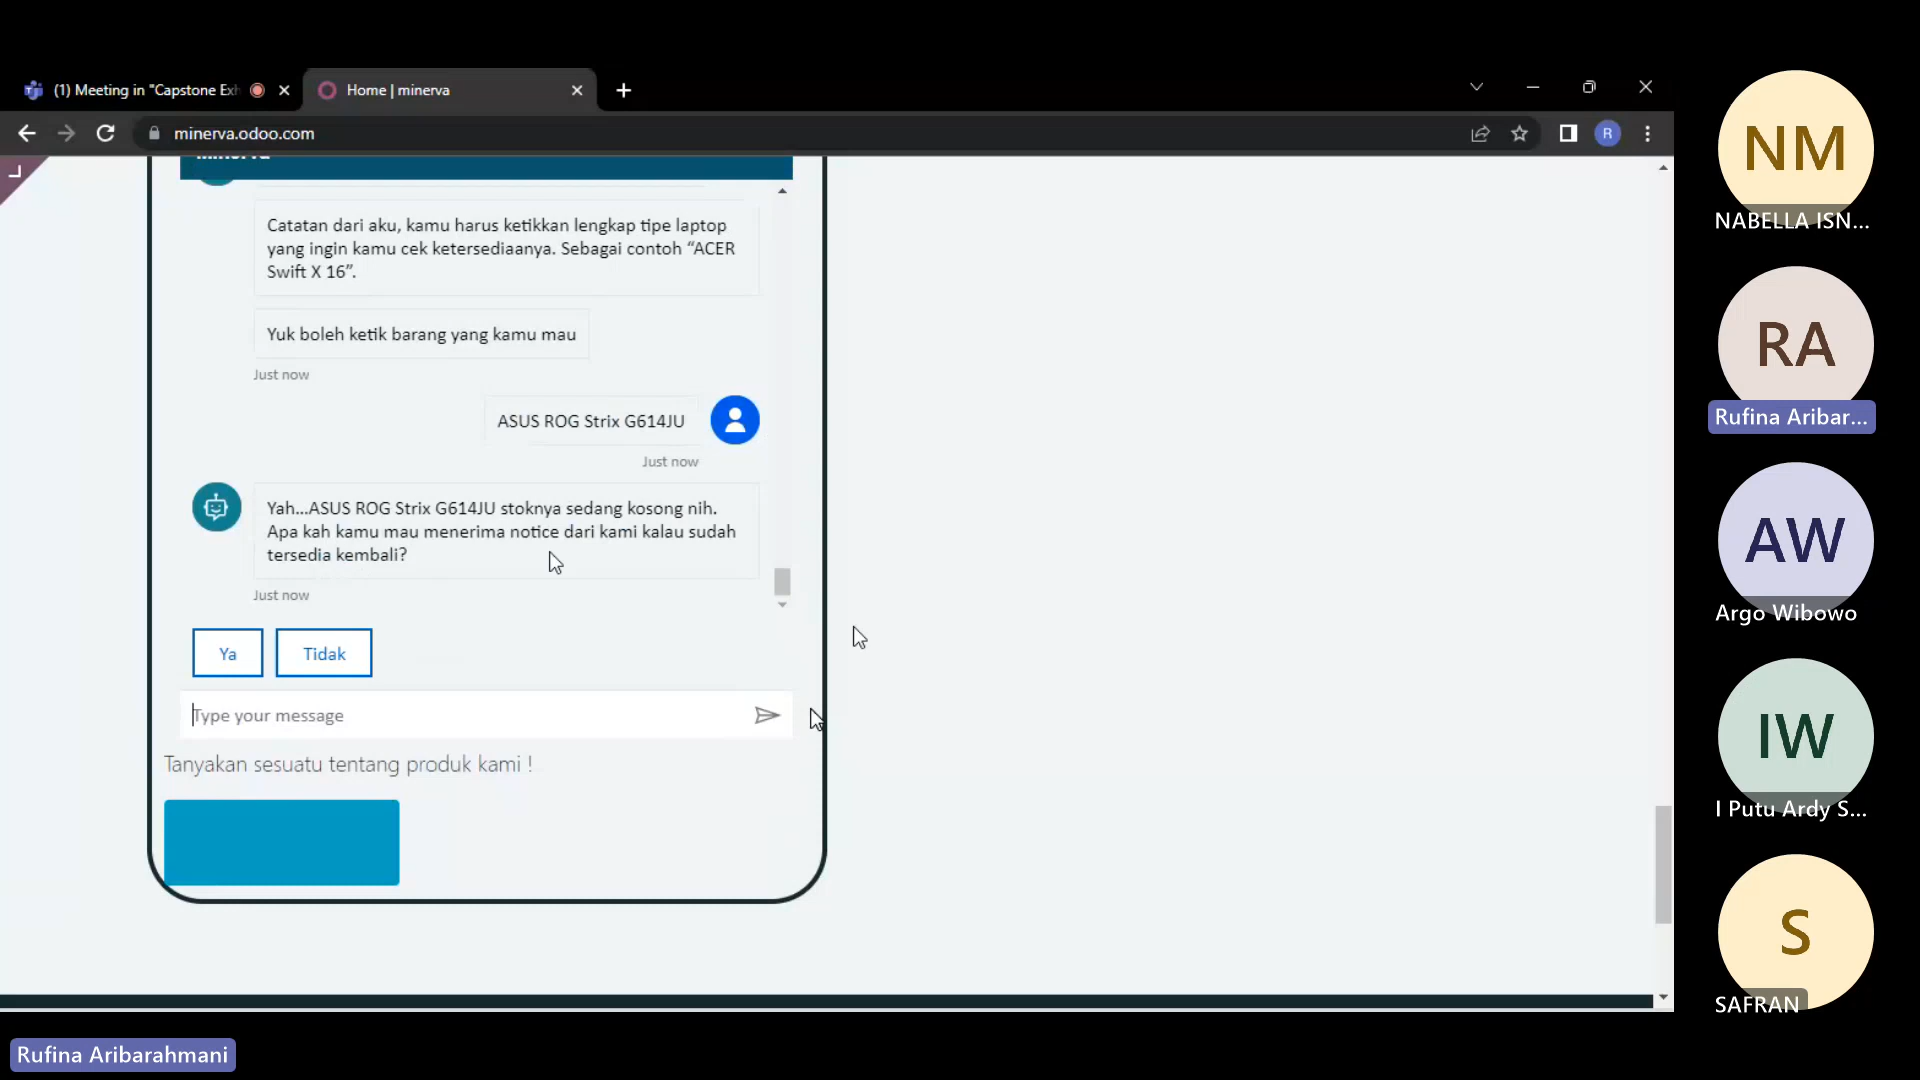 (1) Meeting in "Capstone Exh
Home | minerva
minerva.odoo.com
R
Catatan dari aku, kamu harus ketikkan lengkap tipe laptop
yang ingin kamu cek ketersediaanya. Sebagai contoh “ACER
Swift X 16”.
Yuk boleh ketik barang yang kamu mau
Just now
ASUS ROG Strix G614JU
Just now
Yah...ASUS ROG Strix G614JU stoknya sedang kosong nih.
Apa kah kamu mau menerima notice dari kami kalau sudah
tersedia kembali?
Just now
Ya
Tidak
Type your message
Tanyakan sesuatu tentang produk kami !
NM
NABELLA ISN...
RA
Rufina Aribar...
AW
Argo Wibowo
IW
I Putu Ardy S...
S
SAFRAN
Rufina Aribarahmani